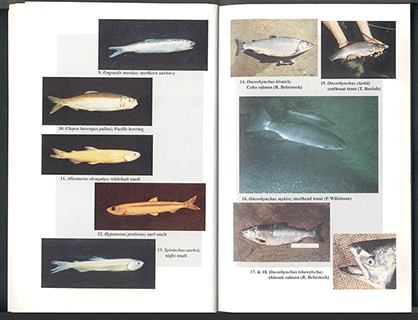 9. Engraulis mordax; northern anchovy
10. Clupea harengus pallasi; Pacific herring
11. Allosmerus elongatus; whitebait smelt
12. Hypomesus pretiosus; surf smelt
13. Spirinchus starksi;
night smelt
14. Oncorhynchus kisutch;
Coho salmon (R. Behrstock)
15. Oncorhynchus clarkii;
cutthroat trout (T.
16. Oncorhynchus mykiss; steelhead trout (P. Wilkinson)
17. & 18. Oncorhynchus tshawytscha;
chinook salmon (R. Behrstock)